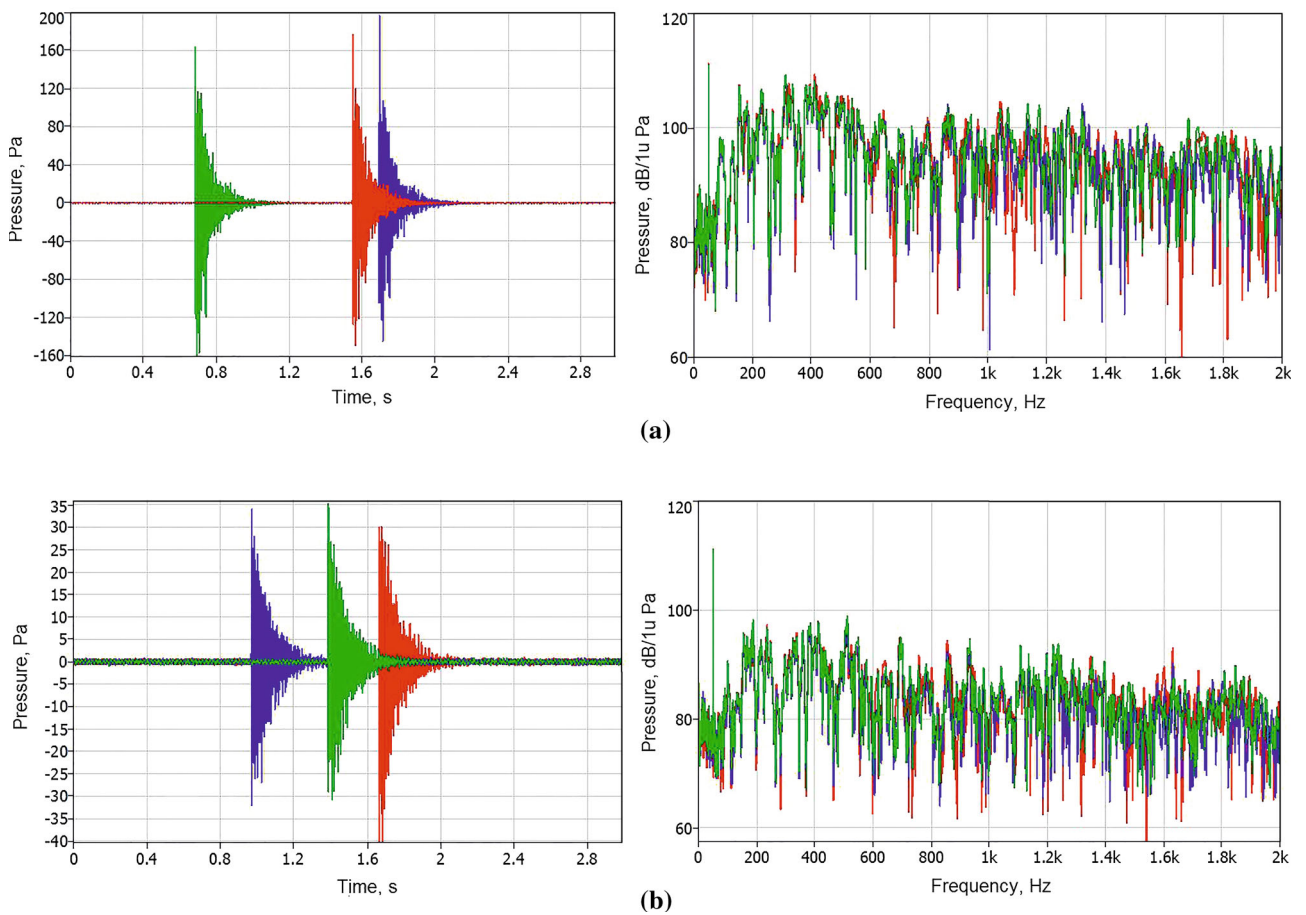 Pressure, Pa
200
160
120
80
40
0
-40
-80
-120
-160
0 0.4 0.8 1.2 1.6 2 2.4 2.8
Time, s
Pressure, dB/1u Pa
120
100
80
60
0 200 400 600 800 1k 1.2k 1.4k 1.6k 1.8k 2k
Frequency, Hz
(a)
Pressure, Pa
35
30
25
20
15
10
5
0
-5
-10
-15
-20
-25
-30
-35
-40
0 0.4 0.8 1.2 1.6 2 2.4 2.8
Time, s
Pressure, dB/1u Pa
120
100
80
60
0 200 400 600 800 1k 1.2k 1.4k 1.6k 1.8k 2k
Frequency, Hz
(b)